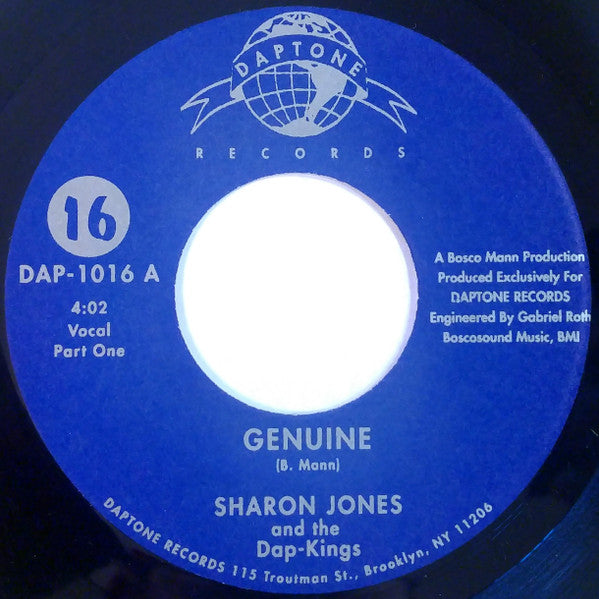 DAPTONE
RECORDS
16
DAP-1016 A
4:02
Vocal
Part One
A Bosco Mann Production
Produced Exclusively For
DAPTONE RECORDS
Engineered By Gabriel Roth
Boscosound Music, BMI
GENUINE
(B. Mann)
SHARON JONES
and the
Dap-Kings
DAPTONE RECORDS 115 Troutman St., Brooklyn, NY 11206